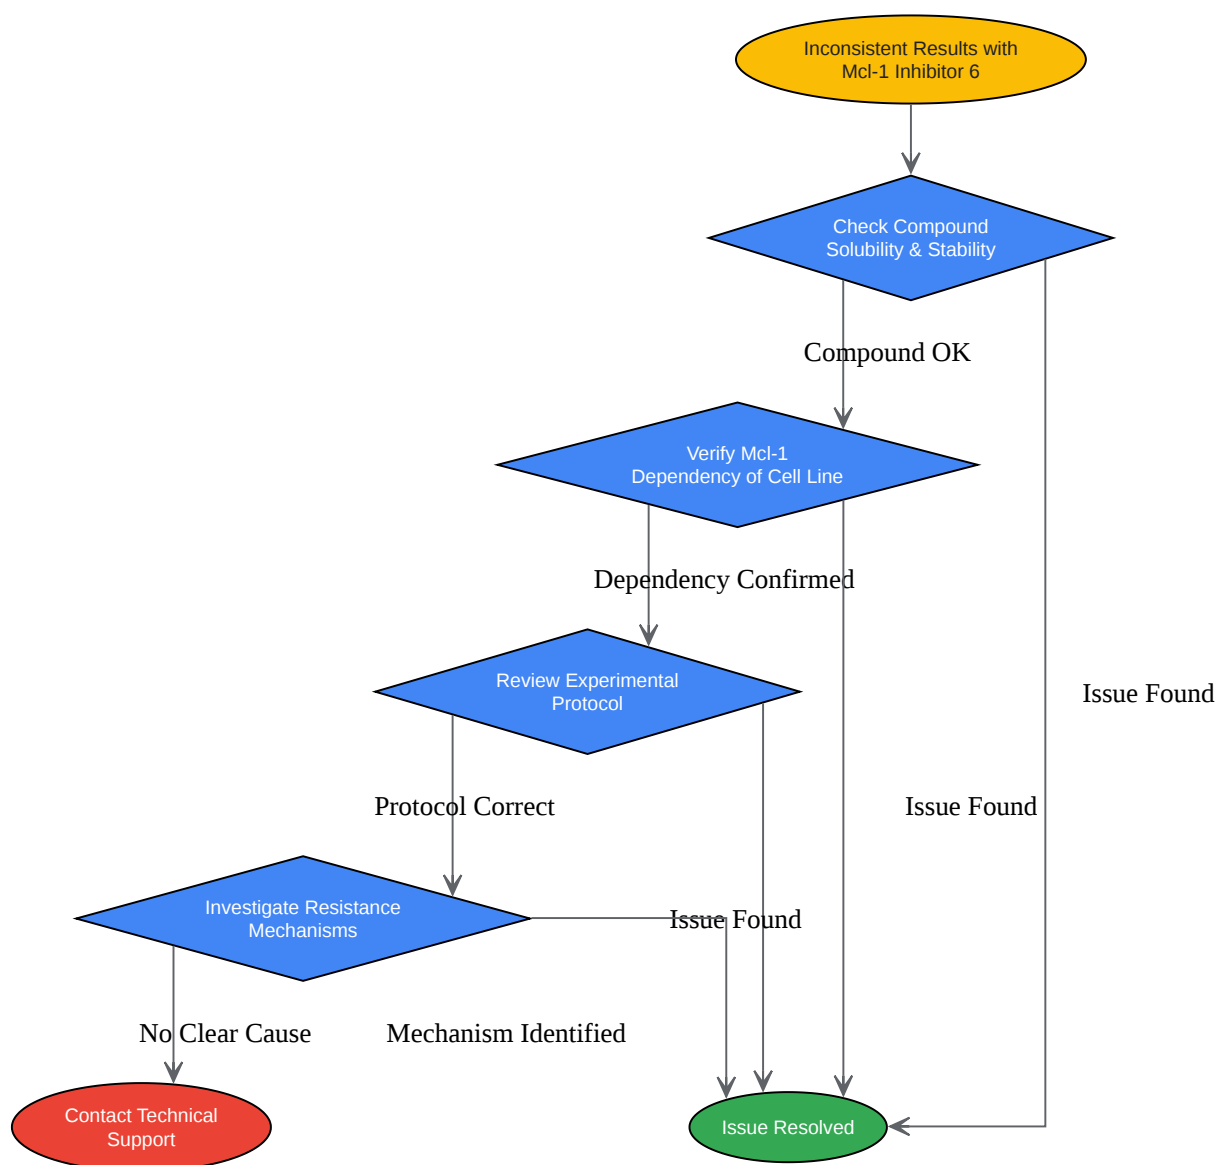 Inconsistent Results with
Mcl-1 Inhibitor 6
Check Compound
Solubility & Stability
Compound OK
Verify Mcl-1
Dependency of Cell Line
Dependency Confirmed
Review Experimental
Protocol
Issue Found
Protocol Correct
Issue Found
Investigate Resistance
Mechanisms
Issue Found
No Clear Cause
Mechanism Identified
Contact Technical
Support
Issue Resolved